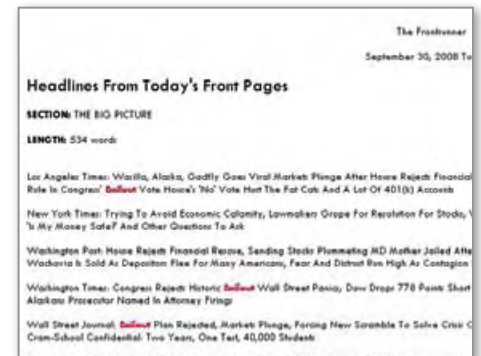 The Frontrunner
September 30, 2008 Tu
Headlines From Today's Front Pages
SECTION: THE BIG PICTURE
LENGTH: 534 words
Los Angeles Times: Wasilla, Alaska, Gadfly Goes Viral Markets Plunge After House Rejects Financial
Role In Congress' Bailout Vote House's 'No' Vote Hurt The Fat Cats And A Lot Of 401(k) Accounts
New York Times: Trying To Avoid Economic Calamity, Lawmakers Grope For Resolution For Stocks,
'Is My Money Safe?' And Other Questions To Ask
Washington Post: House Rejects Financial Rescue, Sending Stocks Plummeting MD Mother Jailed Afte
Wachovia Is Sold As Depositors Flee For Many Americans, Fear And Distrust Run High As Contagion
Washington Times: Congress Rejects Historic Bailout Wall Street Panics; Dow Drops 778 Points Short
Alaskans Prosecutor Named In Attorney Firings
Wall Street Journal: Bailout Plan Rejected, Markets Plunge, Forcing New Scramble To Solve Crisis C
Cram-School Confidential: Two Years, One Test, 40,000 Students